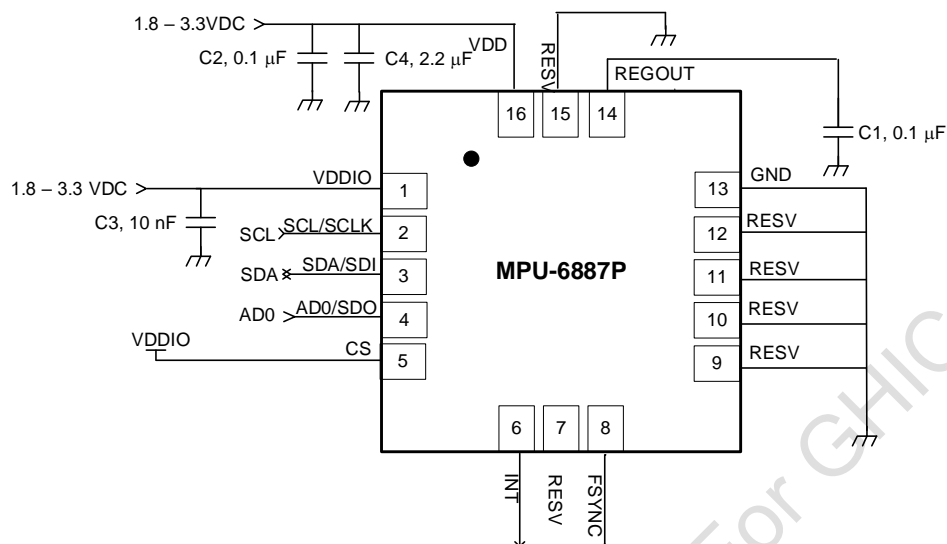 1.8 – 3.3VDC
C2, 0.1 µF
C4, 2.2 µF
VDD
RESV
REGOUT
16
15
14
C1, 0.1 µF
1.8 – 3.3 VDC
VDDIO
1
C3, 10 nF
SCL
SCL/SCLK
2
SDA
SDA/SDI
3
AD0
AD0/SDO
4
VDDIO
CS
5
MPU-6887P
13
GND
12
RESV
11
RESV
10
RESV
9
RESV
6
7
8
INT
RESV
FSYNC
For GHIC